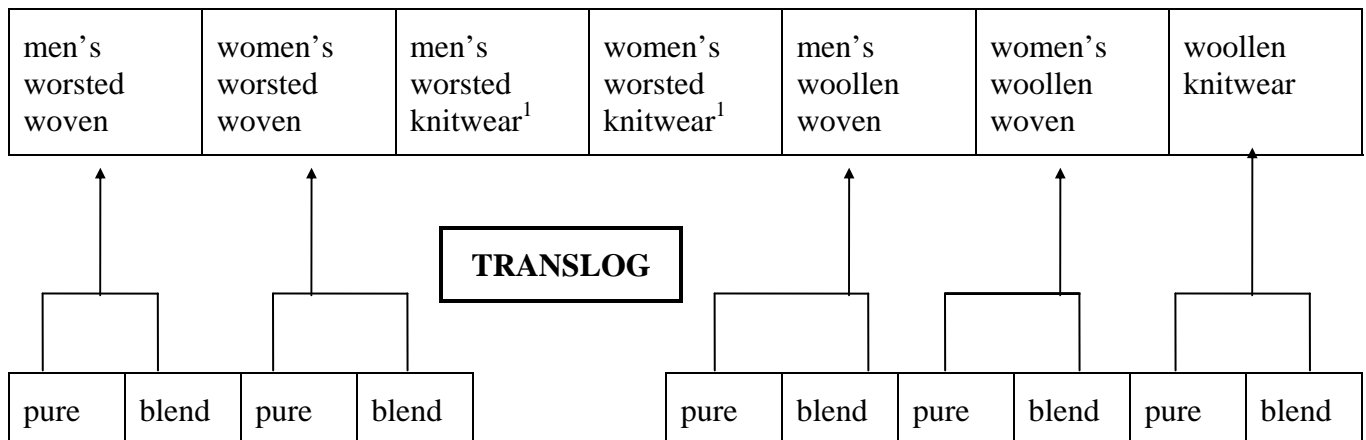 men’s worsted woven
women’s worsted woven
men’s worsted knitwear1
women’s worsted knitwear1
men’s woollen woven
women’s woollen woven
woollen knitwear
TRANSLOG
pure blend pure blend pure blend pure blend pure blend